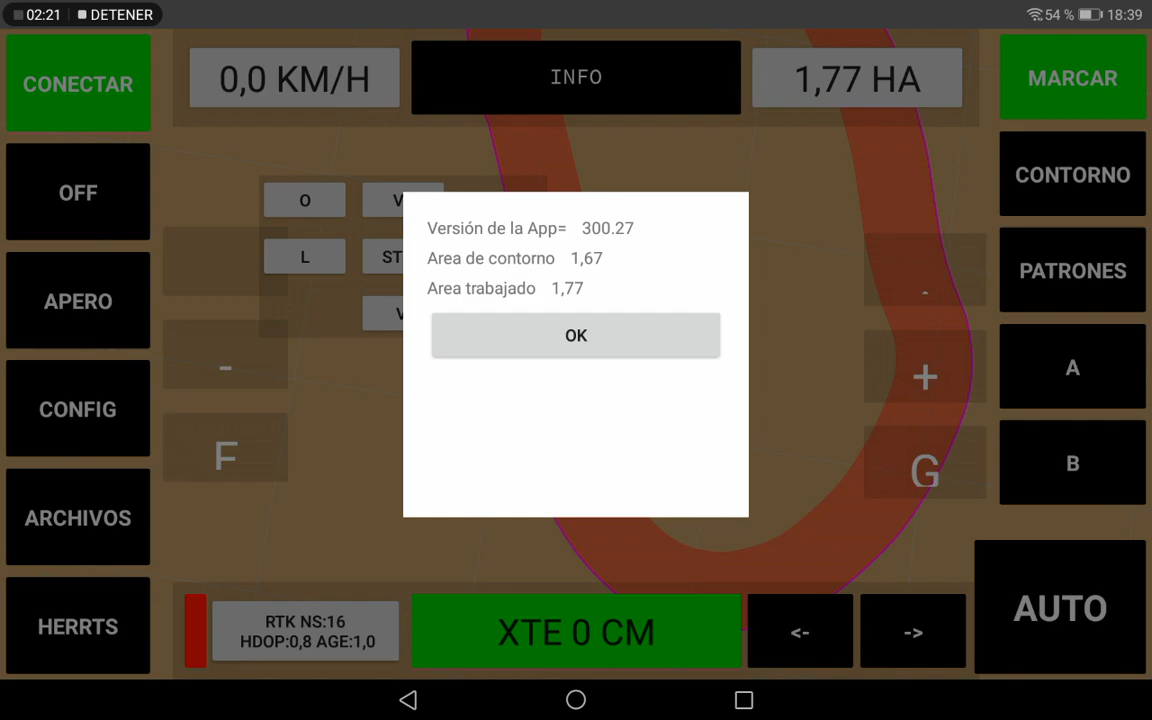 02:21 DETENER
54 % 18:39
CONECTAR
0,0 KM/H
INFO
1,77 HA
MARCAR
OFF
O
V
CONTORNO
L
ST
Versión de la App= 300.27
Area de contorno 1,67
Area trabajado 1,77
OK
APERO
V
PATRONES
-
-
+
A
CONFIG
F
G
B
ARCHIVOS
HERRTS
RTK NS:16
HDOP:0,8 AGE:1,0
XTE 0 CM
<-
->
AUTO